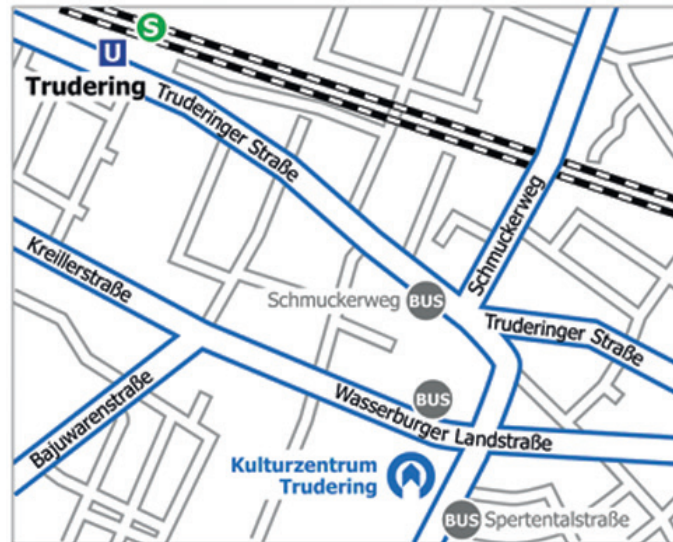 S
U
Trudering
Truderinger Straße
Schmuckerweg
Kreillerstraße
Schmuckerweg BUS
Truderinger Straße
Bajuwarenstraße
BUS
Wasserburger Landstraße
Kulturzentrum
Trudering
BUS Spertentalstraße